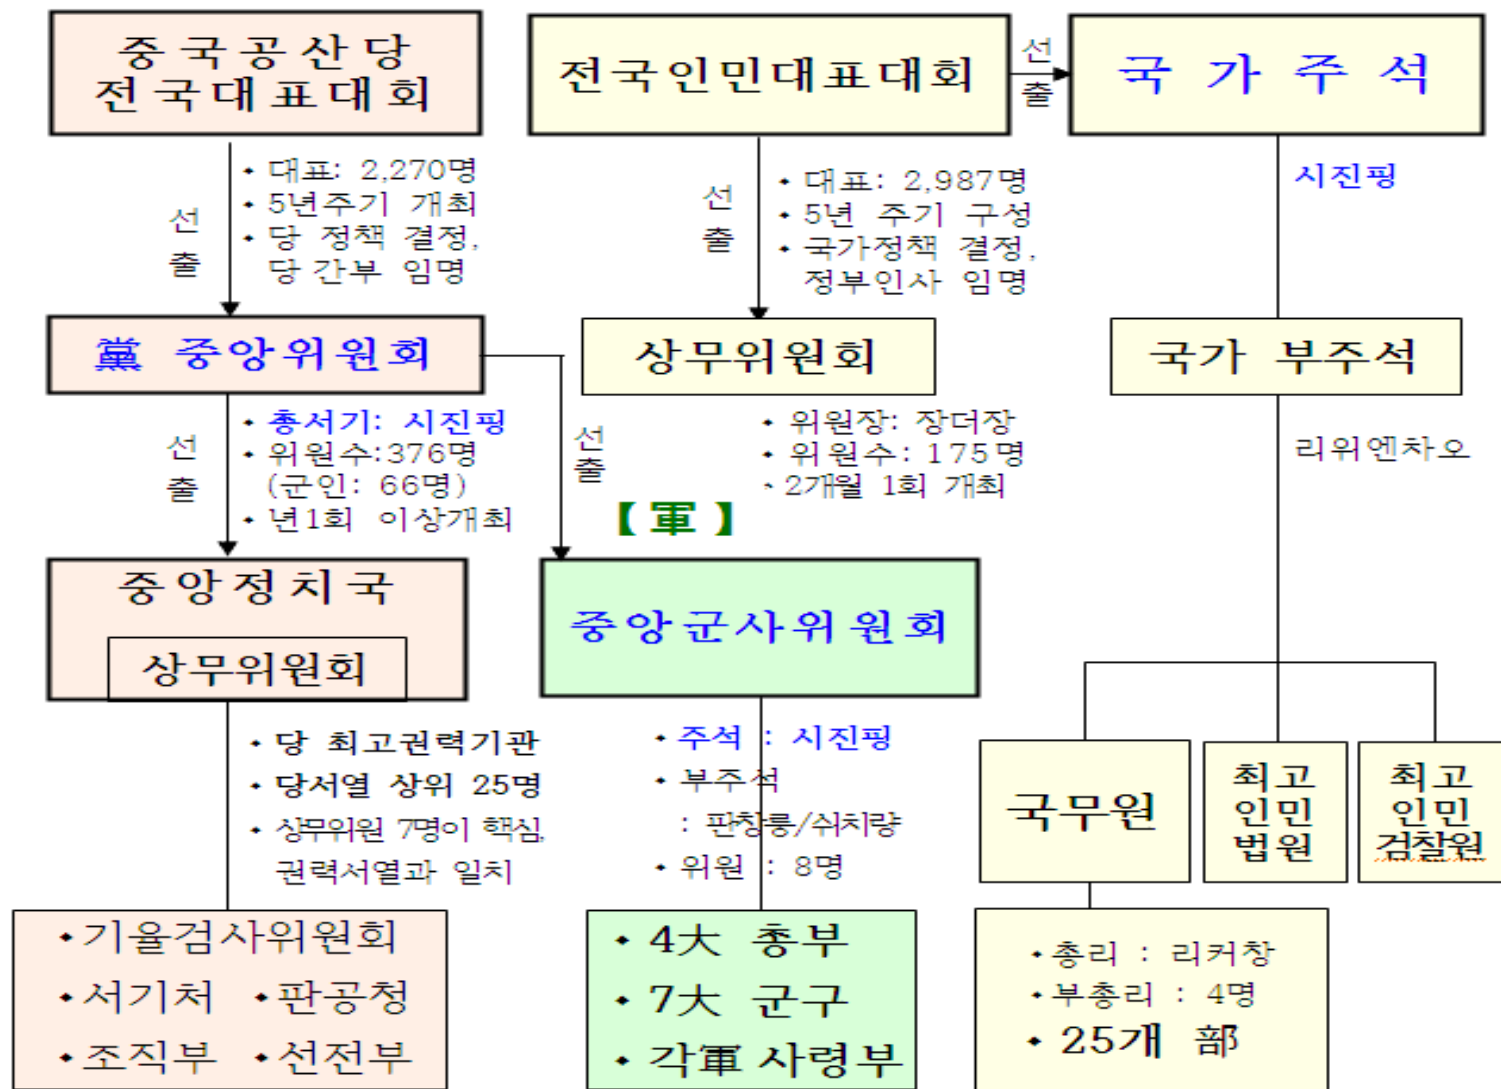 중국공산당
전국대표대회
전국인민대표대회
선
출
국 가 주 석
선
출
• 대표: 2,270명
• 5년주기 개최
• 당 정책 결정,
당 간부 임명
선
출
• 대표: 2,987명
• 5년 주기 구성
• 국가정책 결정,
정부인사 임명
시진핑
黨 중앙위원회
상무위원회
국가 부주석
선
출
• 총서기: 시진핑
• 위원수:376명
(군인: 66명)
• 년1회 이상개최
선
출
• 위원장: 장더장
• 위원수: 175명
• 2개월 1회 개최
리위엔차오
【軍】
중앙정치국
상무위원회
중앙군사위원회
• 당 최고권력기관
• 당서열 상위 25명
• 상무위원 7명이 핵심,
권력서열과 일치
• 주석 : 시진핑
• 부주석
: 판창룽/쉬치량
• 위원 : 8명
국무원
최고
인민
법원
최고
인민
검찰원
• 기율검사위원회
• 서기처 • 판공청
• 조직부 • 선전부
• 4大 총부
• 7大 군구
• 각軍 사령부
• 총리 : 리커창
• 부총리 : 4명
• 25개 部